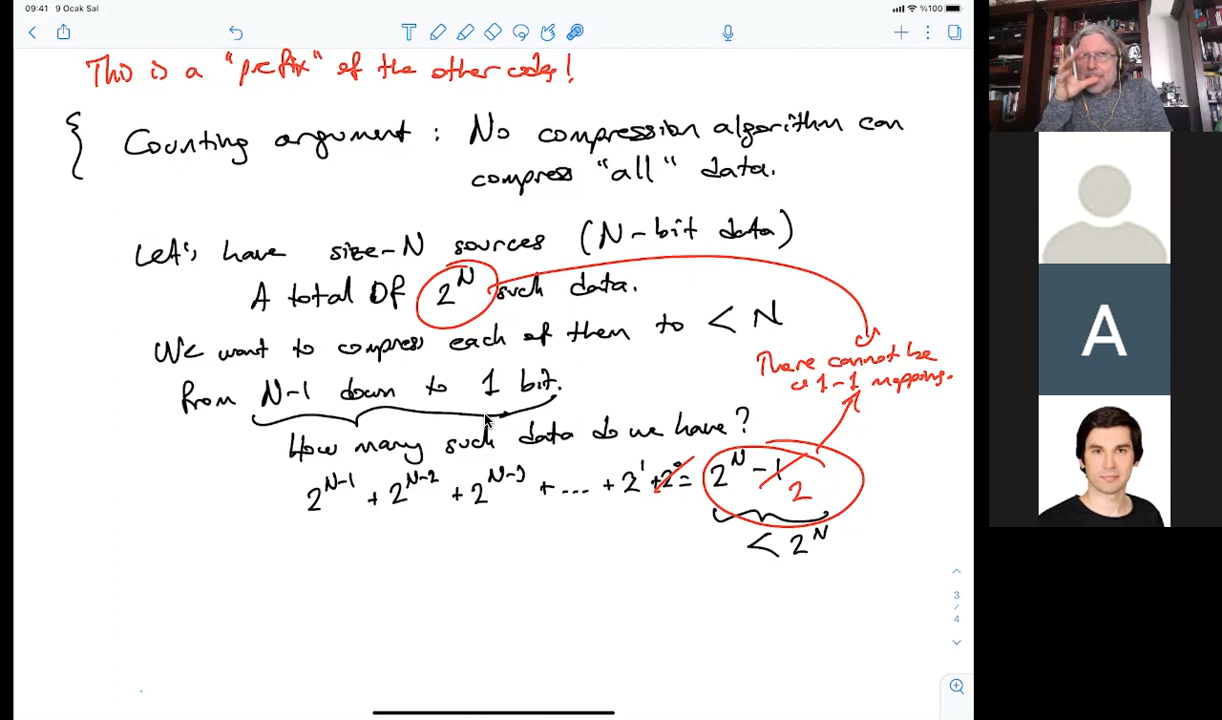 09:41 9 Ocak Sal
%100
This is a "prefix" of the other codes!
Counting argument : No compression algorithm can
compress "all" data.
Let's have size-N sources (N-bit data)
A total of 2^N such data.
We want to compress each of them to < N
from N-1 down to 1 bit.
There cannot be
a 1-1 mapping.
How many such data do we have?
2^N-1 + 2^N-2 + 2^N-3 + ... + 2^1 + 2^0 = 2^N - 1
2
< 2^N
A
3
/
4